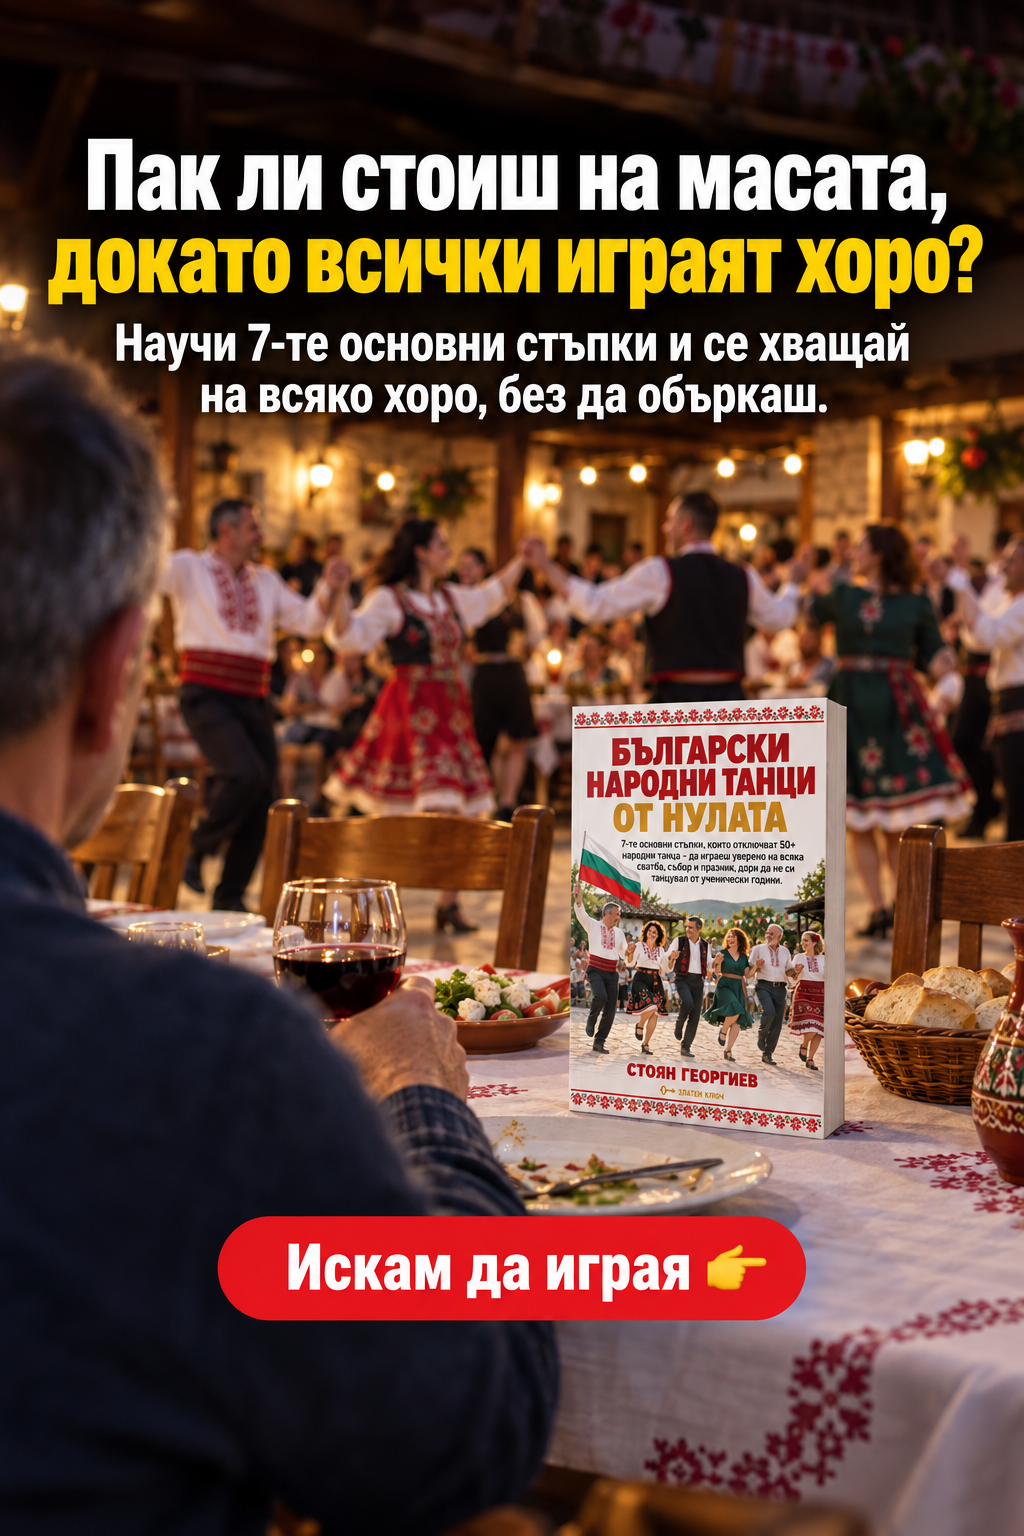 Пак ли стоиш на масата,
докато всички играят хоро?
Научи 7-те основни стъпки и се хващай
на всяко хоро, без да объркаш.
БЪЛГАРСКИ
НАРОДНИ ТАНЦИ
ОТ НУЛАТА
7-те основни стъпки, които отключват 50+
народни танца – да играеш уверено на всяка
сватба, събор и празник, дори да не си
танцувал от ученически години.
СТОЯН ГЕОРГИЕВ
ЗЛАТЕН КЛЮЧ
Искам да играя 👉